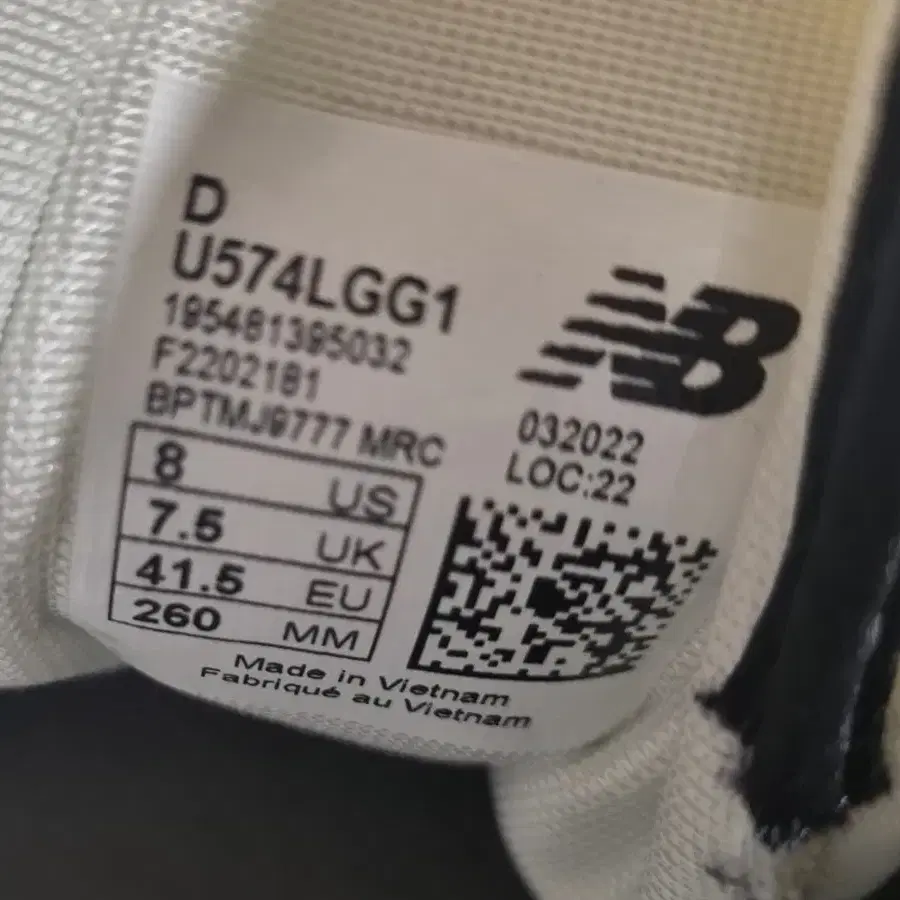 D
U574LGG1
195481395032
F2202181
BPTMJ9777 MRC
NB
032022
LOC:22
8 US
7.5 UK
41.5 EU
260 MM
Made in Vietnam
Fabriqué au Vietnam